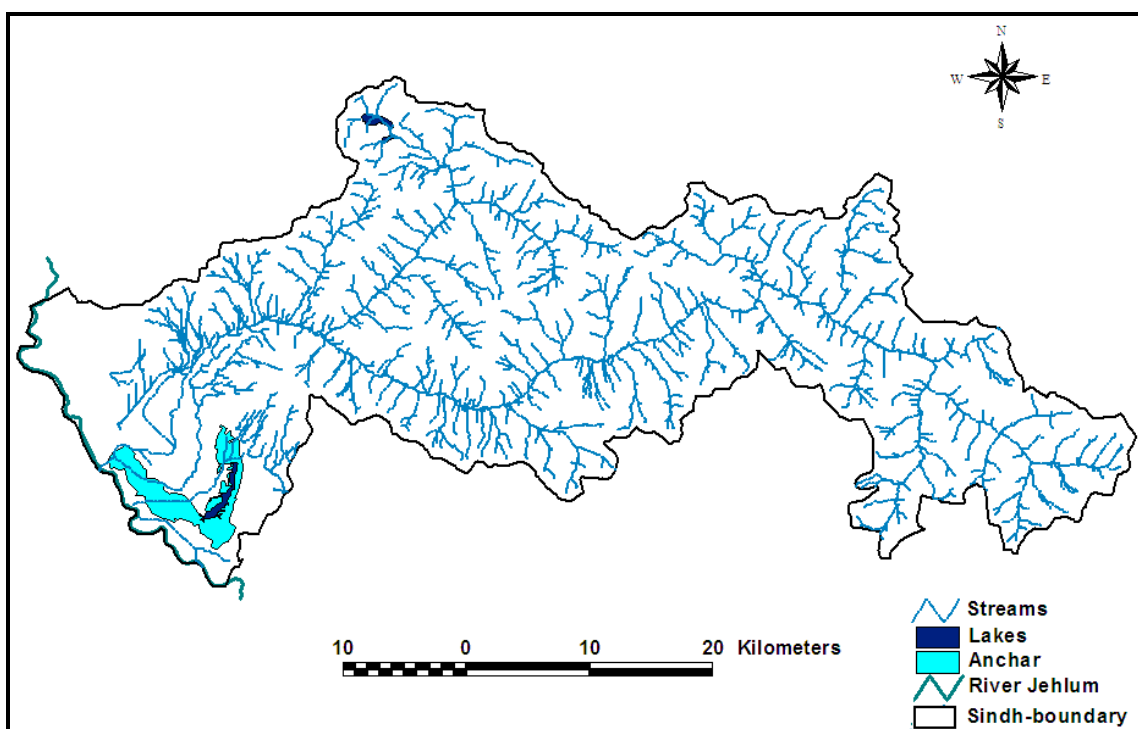 N
W E
S
10 0 10 20 Kilometers
Streams
Lakes
Anchar
River Jehlum
Sindh-boundary